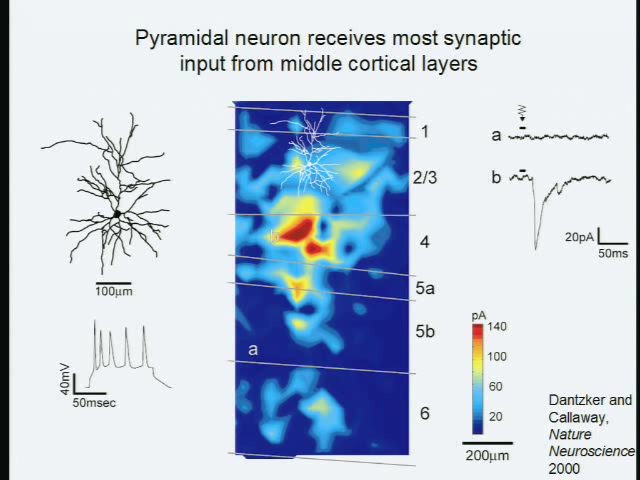 Pyramidal neuron receives most synaptic
input from middle cortical layers
1
2/3
4
5a
5b
6
b
a
100µm
40mV
50msec
a
b
20pA
50ms
pA
140
100
60
20
200µm
Dantzker and
Callaway,
Nature
Neuroscience
2000